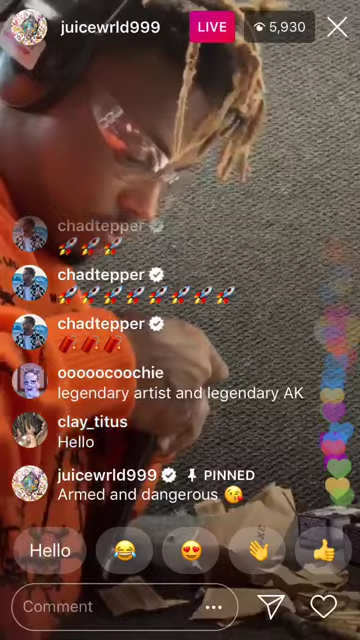 juicewrld999
LIVE
5,930
chadtepper
🚀🚀🚀
chadtepper
🚀🚀🚀🚀🚀🚀🚀🚀
chadtepper
🧨🧨🧨
ooooocoochie
legendary artist and legendary AK
clay_titus
Hello
juicewrld999 PINNED
Armed and dangerous 😘
Hello 😂 😍 👋 👍
Comment ...